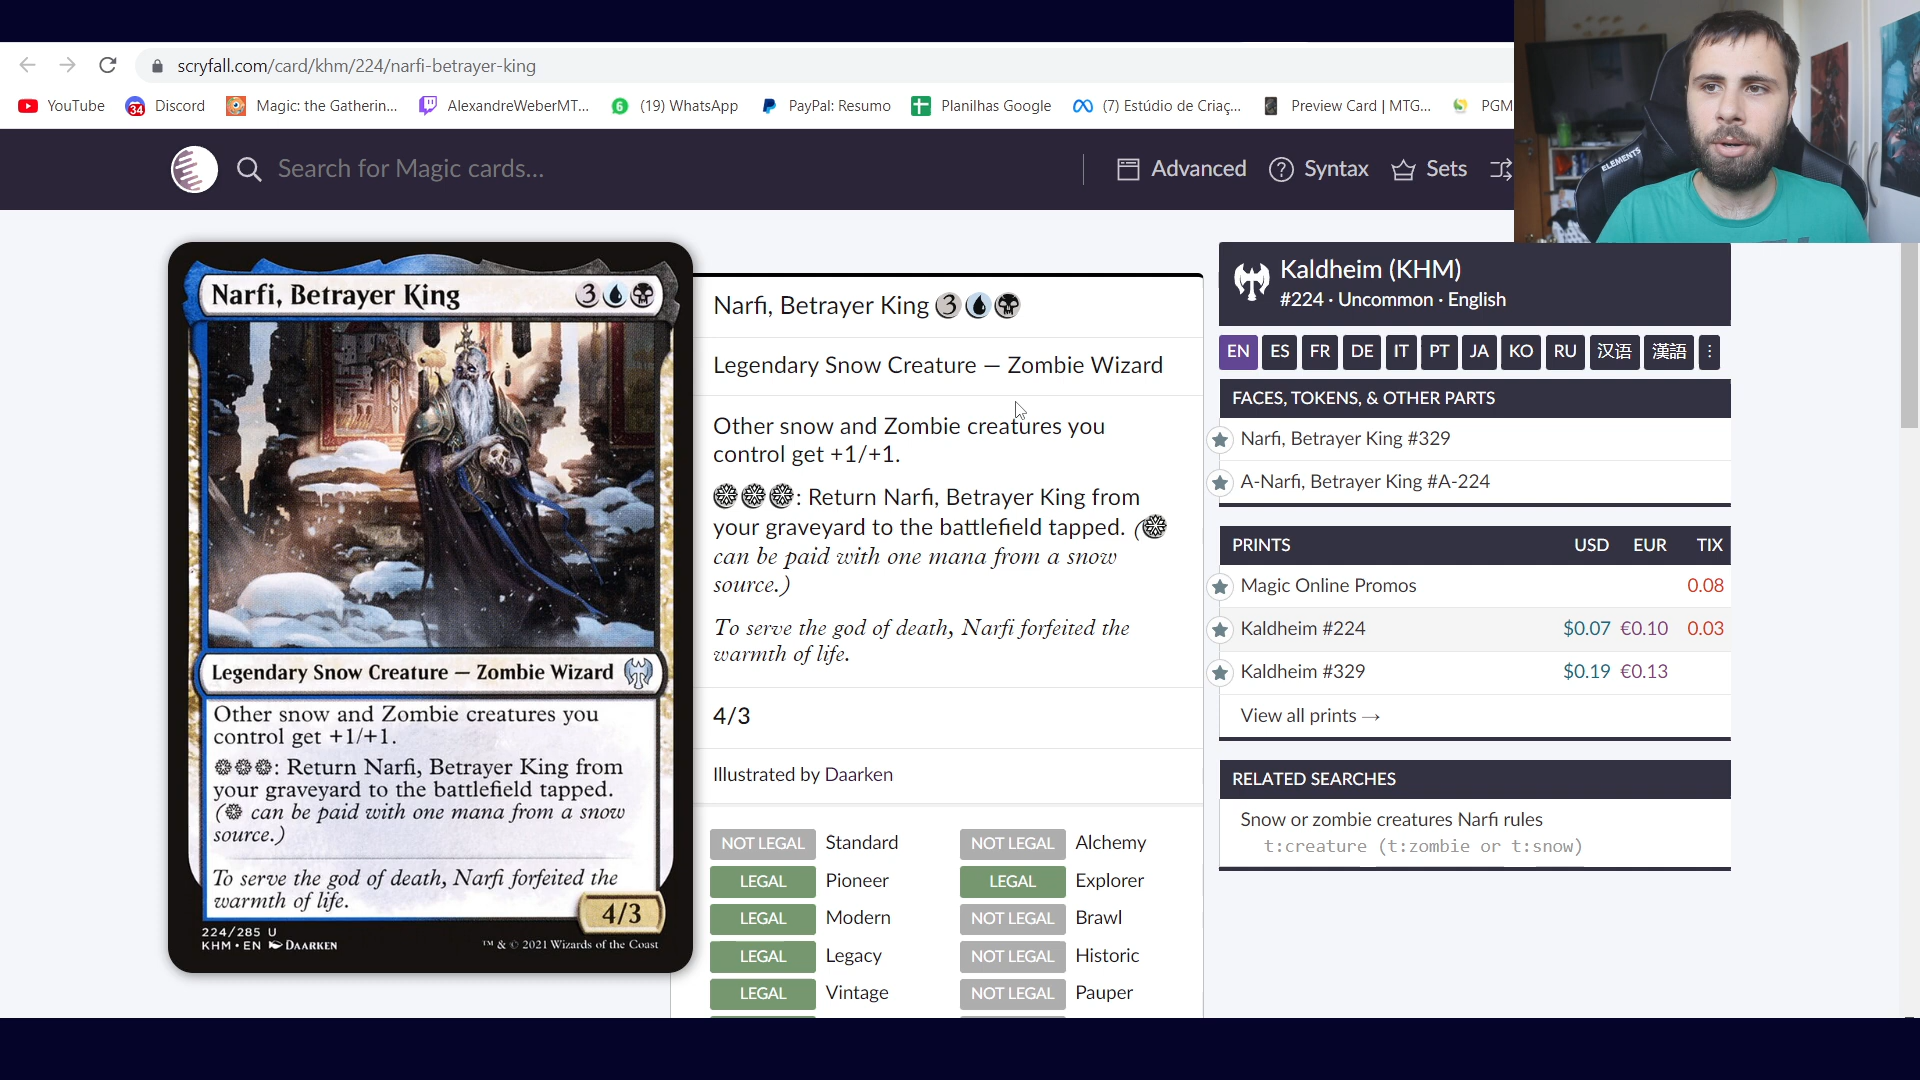 scryfall.com/card/khm/224/narfi-betrayer-king
YouTube
34
Discord
Magic: the Gatherin...
AlexandreWeberMT...
6
(19) WhatsApp
PayPal: Resumo
Planilhas Google
(7) Estúdio de Criaç...
Preview Card | MTG...
PGM
ELEMENTS
Search for Magic cards...
Advanced
Syntax
Sets
Narfi, Betrayer King 3
Legendary Snow Creature — Zombie Wizard
Other snow and Zombie creatures you
control get +1/+1.
: Return Narfi, Betrayer King from
your graveyard to the battlefield tapped.
( can be paid with one mana from a snow
source.)
To serve the god of death, Narfi forfeited the
warmth of life.
4/3
224/285 U
KHM • EN DAARKEN
™ & © 2021 Wizards of the Coast
Narfi, Betrayer King 3
Legendary Snow Creature — Zombie Wizard
Other snow and Zombie creatures you
control get +1/+1.
: Return Narfi, Betrayer King from
your graveyard to the battlefield tapped. (
can be paid with one mana from a snow
source.)
To serve the god of death, Narfi forfeited the
warmth of life.
4/3
Illustrated by Daarken
NOT LEGAL Standard NOT LEGAL Alchemy
LEGAL Pioneer LEGAL Explorer
LEGAL Modern NOT LEGAL Brawl
LEGAL Legacy NOT LEGAL Historic
LEGAL Vintage NOT LEGAL Pauper
Kaldheim (KHM)
#224 · Uncommon · English
EN ES FR DE IT PT JA KO RU 汉语 漢語
FACES, TOKENS, & OTHER PARTS
Narfi, Betrayer King #329
A-Narfi, Betrayer King #A-224
PRINTS USD EUR TIX
Magic Online Promos 0.08
Kaldheim #224 $0.07 €0.10 0.03
Kaldheim #329 $0.19 €0.13
View all prints →
RELATED SEARCHES
Snow or zombie creatures Narfi rules
t:creature (t:zombie or t:snow)